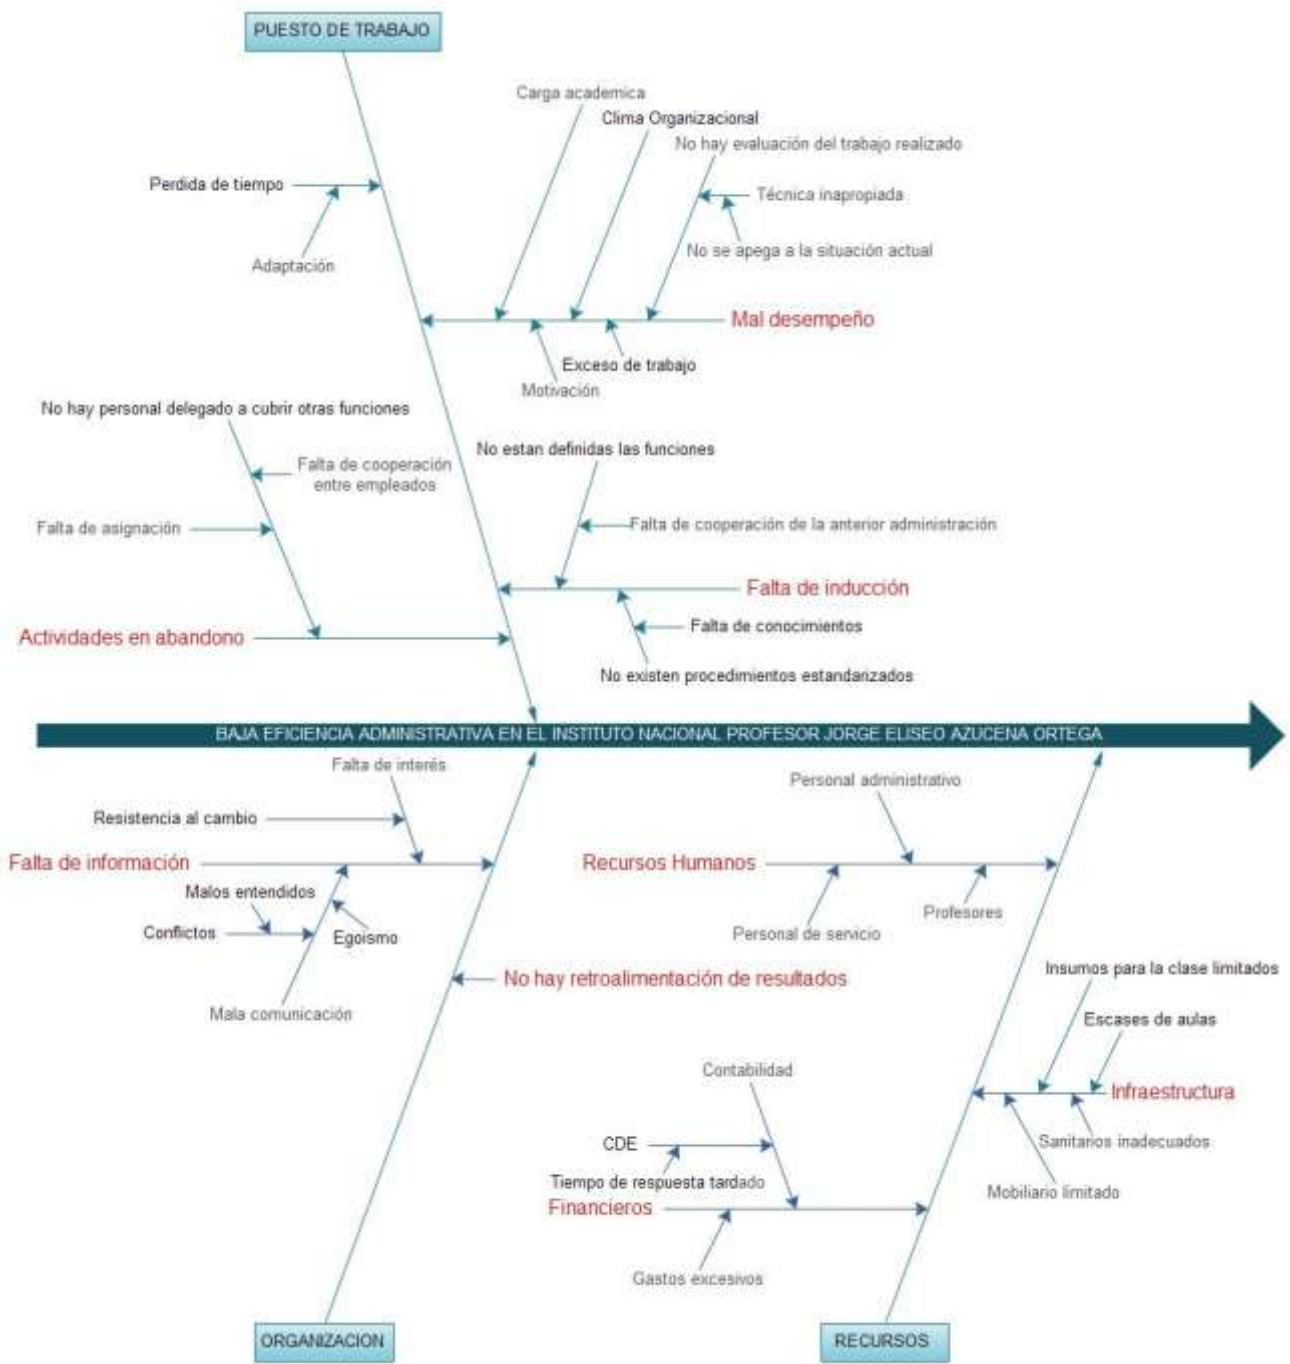 PUESTO DE TRABAJO
Carga academica
Clima Organizacional
No hay evaluación del trabajo realizado
Perdida de tiempo
Técnica inapropiada
No se apega a la situación actual
Adaptación
Mal desempeño
Exceso de trabajo
Motivación
No hay personal delegado a cubrir otras funciones
No estan definidas las funciones
Falta de cooperación
entre empleados
Falta de asignación
Falta de cooperación de la anterior administración
Falta de inducción
Falta de conocimientos
Actividades en abandono
No existen procedimientos estandarizados
BAJA EFICIENCIA ADMINISTRATIVA EN EL INSTITUTO NACIONAL PROFESOR JORGE ELISEO AZUCENA ORTEGA
Falta de interés
Personal administrativo
Resistencia al cambio
Falta de información
Recursos Humanos
Malos entendidos
Profesores
Conflictos
Egoismo
Personal de servicio
Insumos para la clase limitados
No hay retroalimentación de resultados
Mala comunicación
Escases de aulas
Contabilidad
Infraestructura
CDE
Sanitarios inadecuados
Tiempo de respuesta tardado
Mobiliario limitado
Financieros
Gastos excesivos
ORGANIZACION
RECURSOS